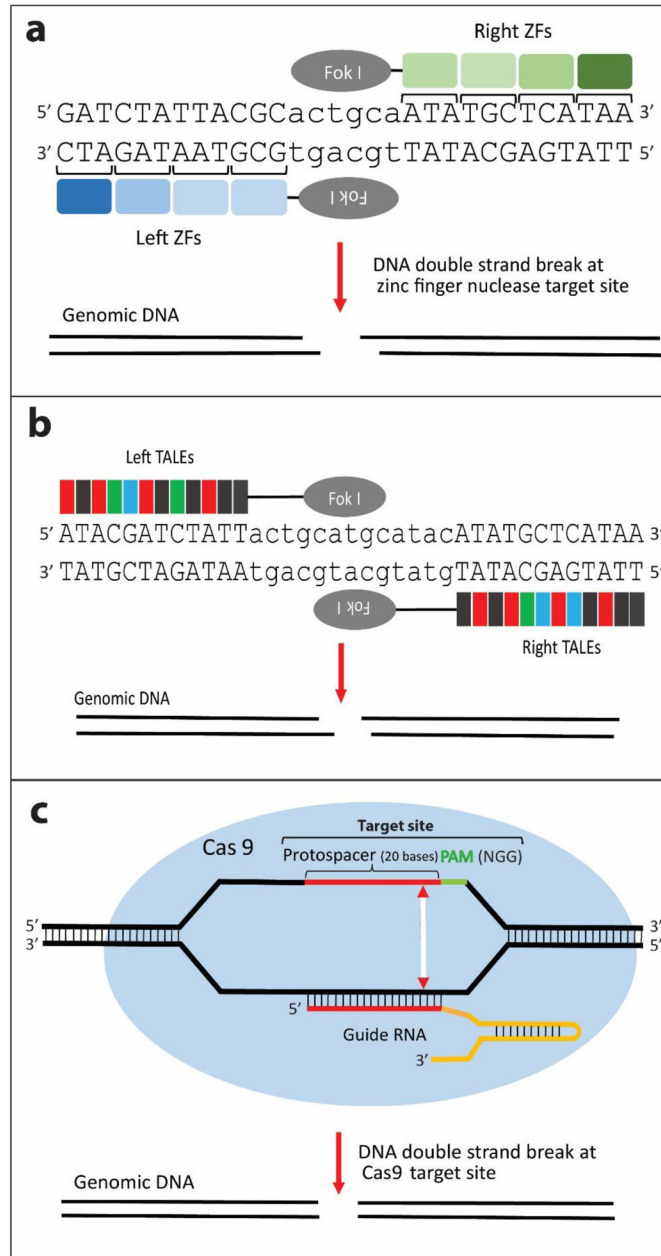 a
Right ZFs
Fok I
5′ GATCTATTACGCactgcaATATGCTCATAA 3′
3′ CTAGATAATGCGtgacgtTATACGAGTATT 5′
Fok I
Left ZFs
DNA double strand break at
zinc finger nuclease target site
Genomic DNA
b
Left TALEs
Fok I
5′ ATACGATCTATTactgcatgcatacATATGCTCATAA 3′
3′ TATGCTAGATAAtgacgtacgtatgTATACGAGTATT 5′
Fok I
Right TALEs
Genomic DNA
c
Target site
Cas 9
Protospacer (20 bases) PAM (NGG)
5′ 3′
3′ 5′
5′
Guide RNA
3′
DNA double strand break at
Cas9 target site
Genomic DNA